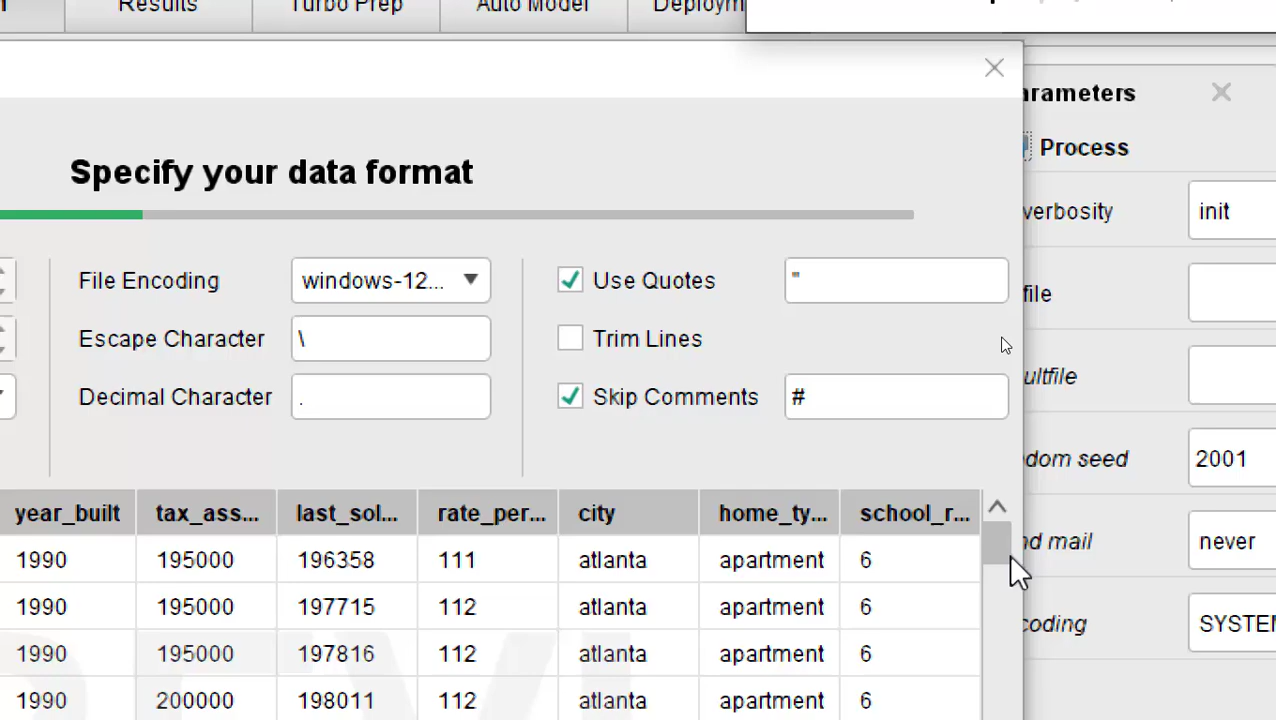 Results Turbo Prep Auto Model Deploym
arameters
Process
Specify your data format
verbosity init
File Encoding windows-12... Use Quotes "
file
Escape Character \ Trim Lines
ultfile
Decimal Character . Skip Comments #
dom seed 2001
year_built tax_ass... last_sol... rate_per... city home_ty... school_r...
nd mail never
1990 195000 196358 111 atlanta apartment 6
1990 195000 197715 112 atlanta apartment 6
coding SYSTEM
1990 195000 197816 112 atlanta apartment 6
1990 200000 198011 112 atlanta apartment 6